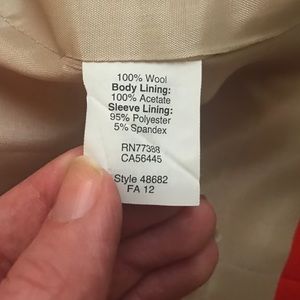 100% Wool
Body Lining:
100% Acetate
Sleeve Lining:
95% Polyester
5% Spandex
RN77388
CA56445
Style 48682
FA 12